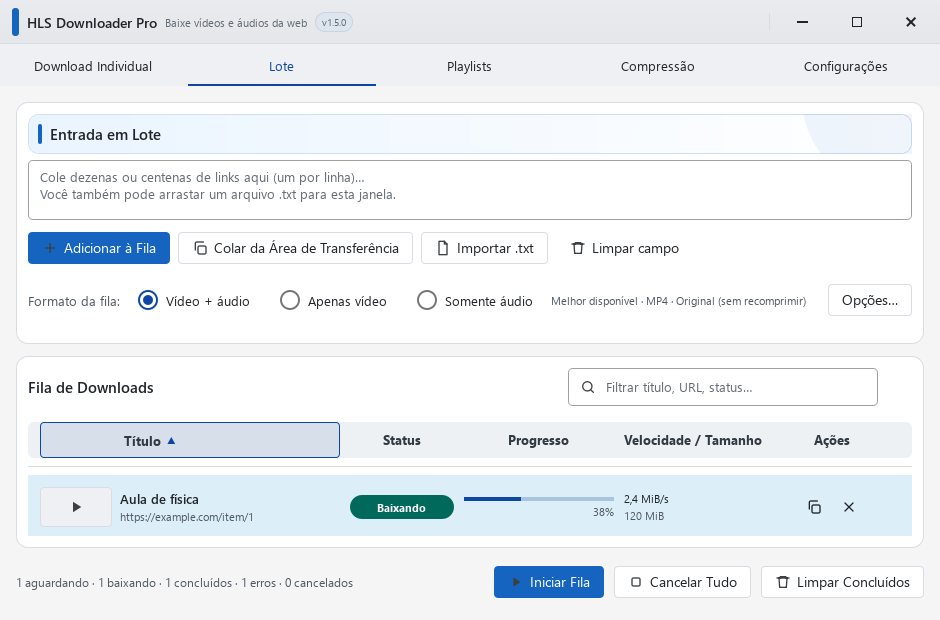 HLS Downloader Pro Baixe vídeos e áudios da web v1.5.0
Download Individual Lote Playlists Compressão Configurações
Entrada em Lote
Cole dezenas ou centenas de links aqui (um por linha)...
Você também pode arrastar um arquivo .txt para esta janela.
Adicionar à Fila Colar da Área de Transferência Importar .txt Limpar campo
Formato da fila: Vídeo + áudio Apenas vídeo Somente áudio Melhor disponível · MP4 · Original (sem recomprimir) Opções...
Fila de Downloads Filtrar título, URL, status...
Título Status Progresso Velocidade / Tamanho Ações
Aula de física Baixando 2,4 MiB/s
https://example.com/item/1 38% 120 MiB
1 aguardando · 1 baixando · 1 concluídos · 1 erros · 0 cancelados Iniciar Fila Cancelar Tudo Limpar Concluídos